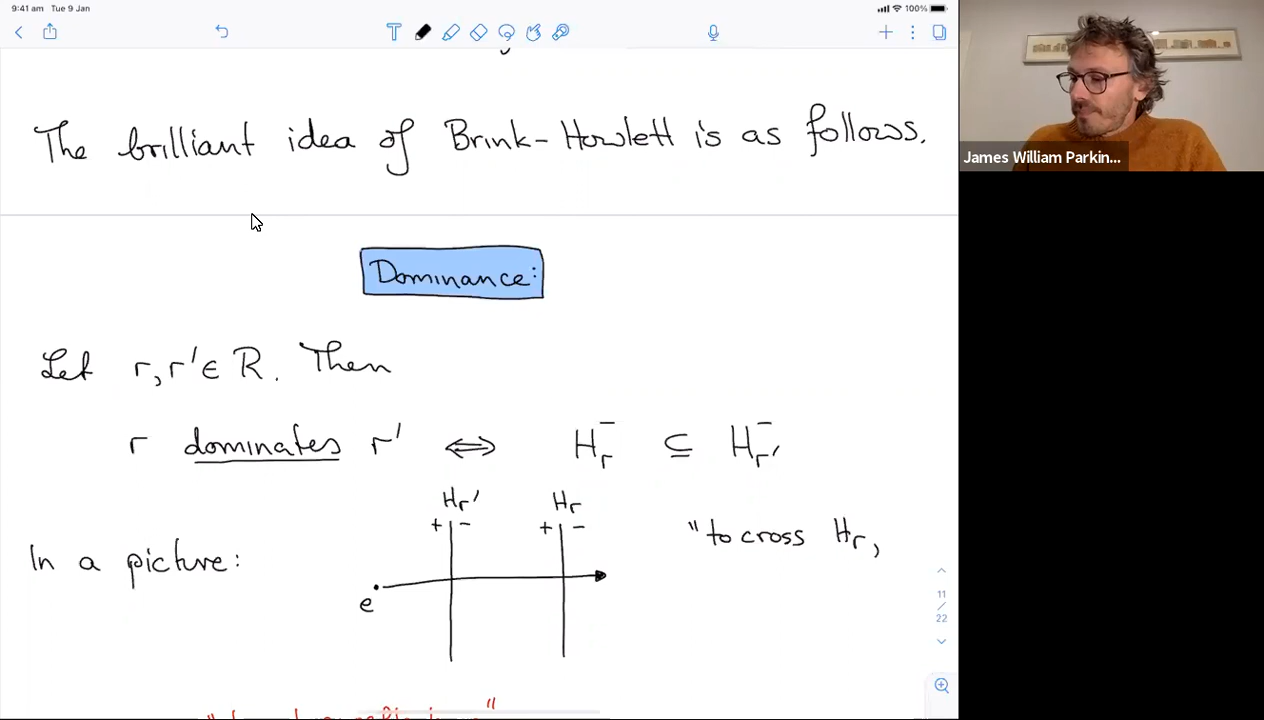 9:41 am Tue 9 Jan
100%
The brilliant idea of Brink-Howlett is as follows.
James William Parkin...
Dominance:
Let r, r' ∈ R. Then
r dominates r' ⇔ H_r^- ⊆ H_r'^-
H_r' H_r
+ - + -
"to cross H_r,
In a picture:
e
11
/
22